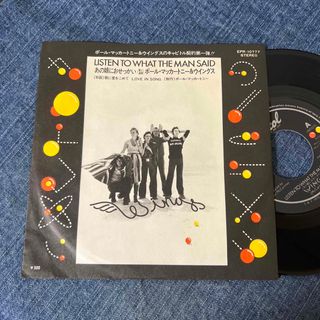 ポール・マッカートニー&ウイングスのキャピトル契約第一弾!!
EPR-10777
STEREO
LISTEN TO WHAT THE MAN SAID
あの娘におせっかい
ポール・マッカートニー&ウイングス
LOVE IN SONG
Wings
¥500
A